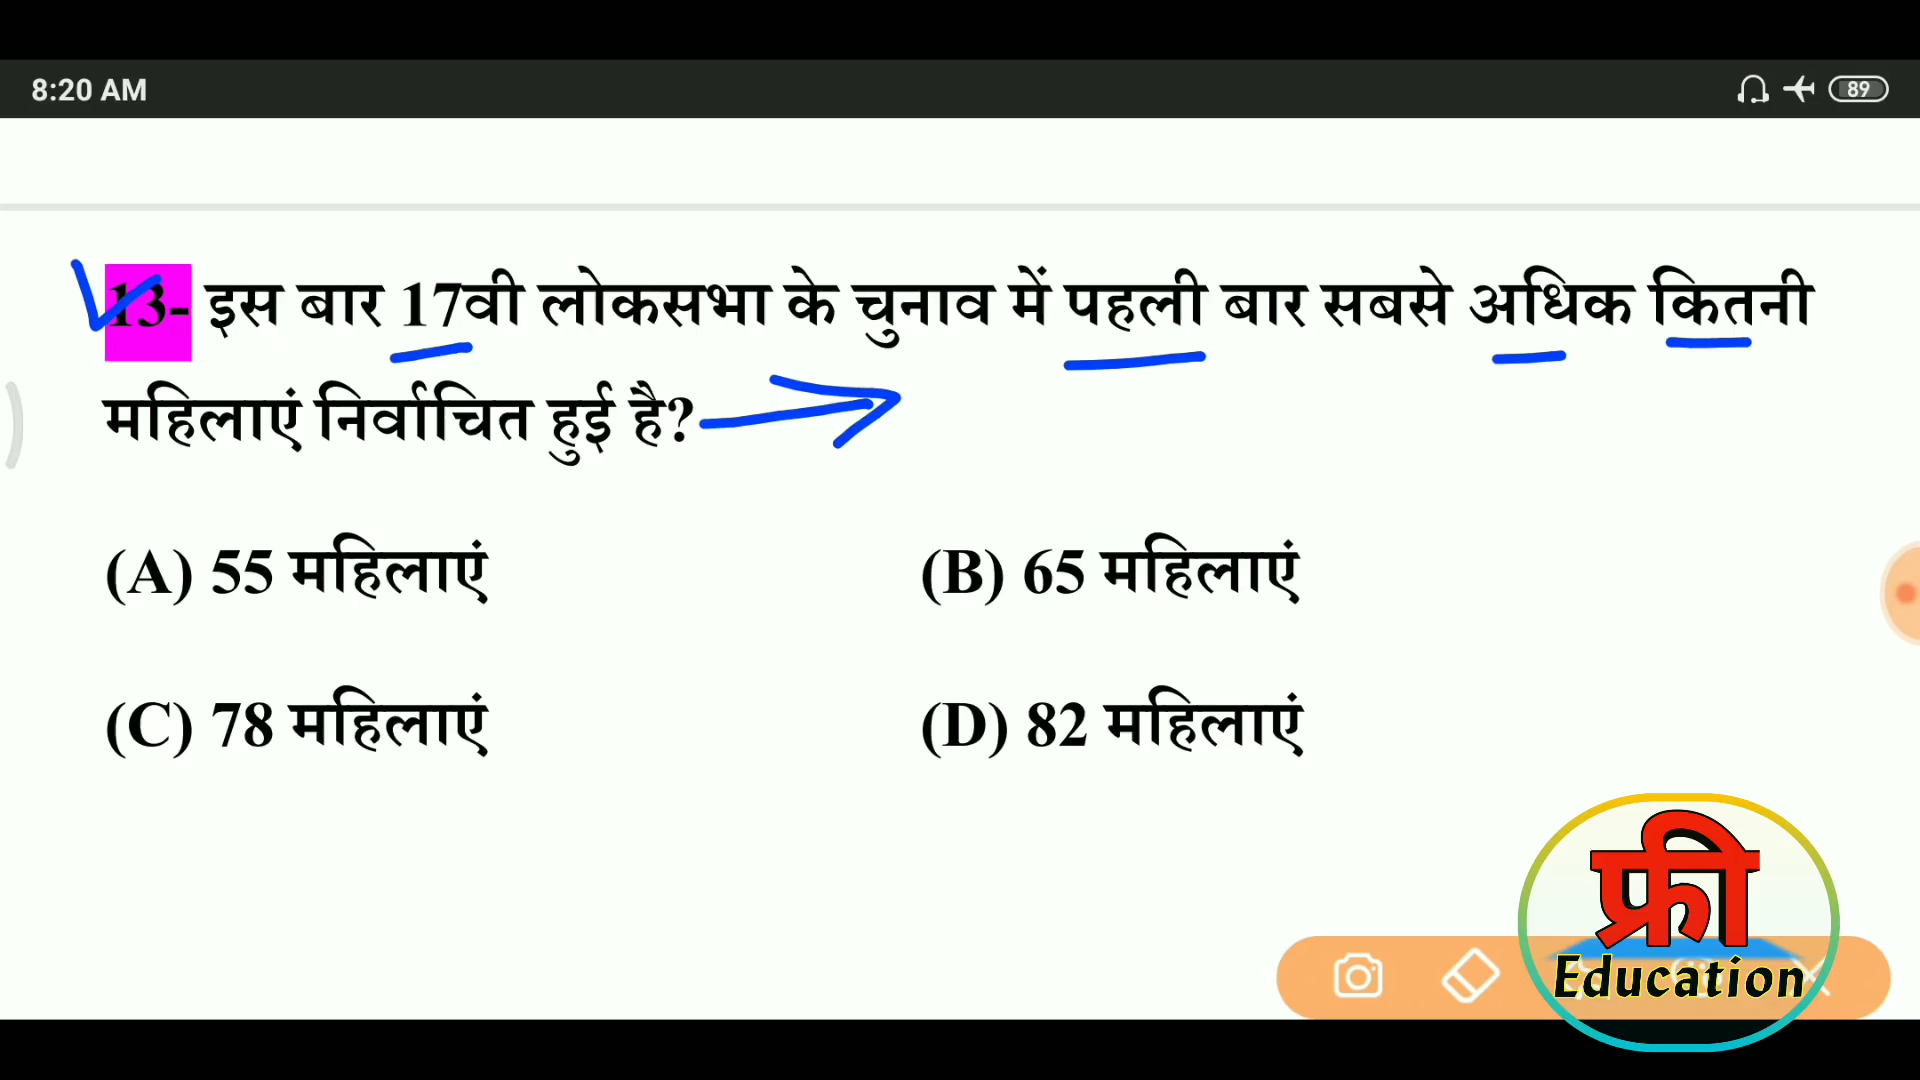 8:20 AM
89
13- इस बार 17वी लोकसभा के चुनाव में पहली बार सबसे अधिक कितनी
महिलाएं निर्वाचित हुई है?
(A) 55 महिलाएं
(B) 65 महिलाएं
(C) 78 महिलाएं
(D) 82 महिलाएं
फ्री
Education